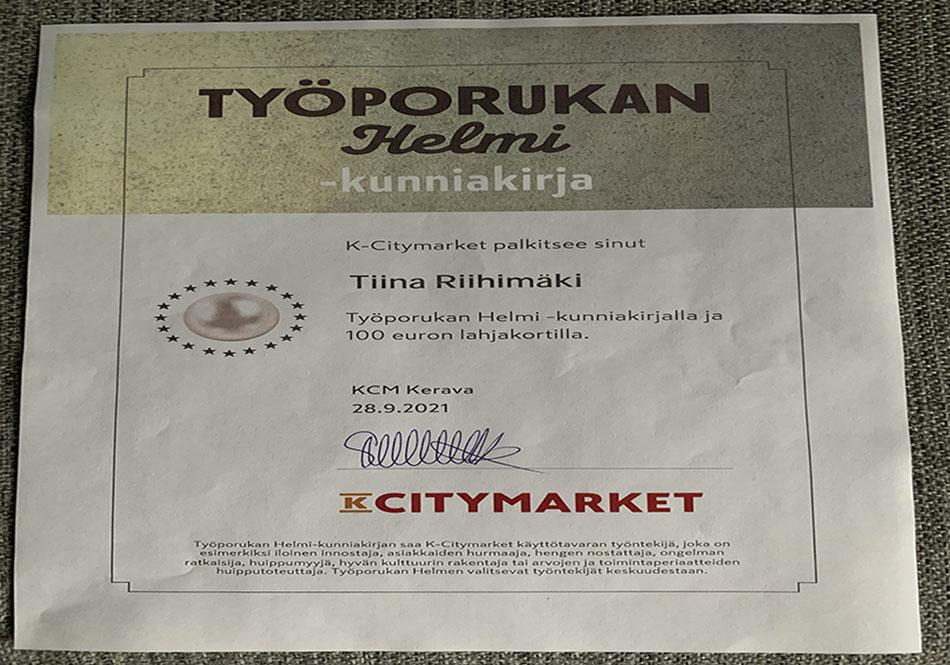 TYÖPORUKAN
Helmi
-kunniakirja
K-Citymarket palkitsee sinut
Tiina Riihimäki
Työporukan Helmi -kunniakirjalla ja
100 euron lahjakortilla.
KCM Kerava
28.9.2021
K CITYMARKET
Työporukan Helmi-kunniakirjan saa K-Citymarket käyttötavaran työntekijä, joka on
esimerkiksi iloinen innostaja, asiakkaiden hurmaaja, hengen nostattaja, ongelman
ratkaisija, huippumyyjä, hyvän kulttuurin rakentaja tai arvojen ja toimintaperiaatteiden
huipputoteuttaja. Työporukan Helmen valitsevat työntekijät keskuudestaan.